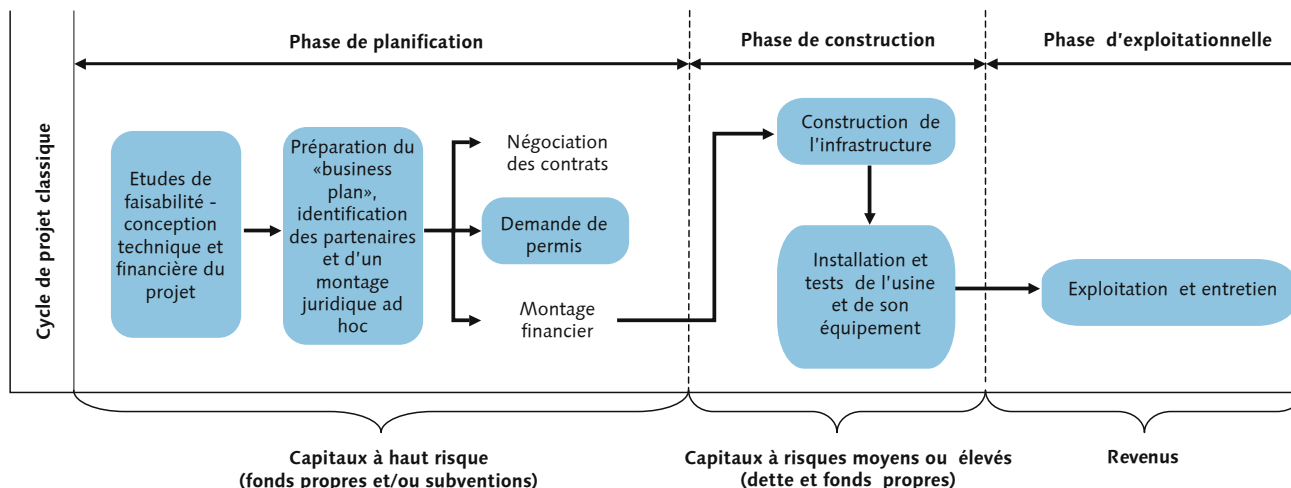 Phase de planification
Phase de construction
Phase d'exploitationnelle
Cycle de projet classique
Etudes de
faisabilité -
conception
technique et
financière du
projet
Préparation du
«business
plan»,
identification
des partenaires
et d'un
montage
juridique ad
hoc
Négociation
des contrats
Demande de
permis
Montage
financier
Construction de
l'infrastructure
Installation et
tests de l'usine
et de son
équipement
Exploitation et entretien
Capitaux à haut risque
(fonds propres et/ou subventions)
Capitaux à risques moyens ou élevés
(dette et fonds propres)
Revenus